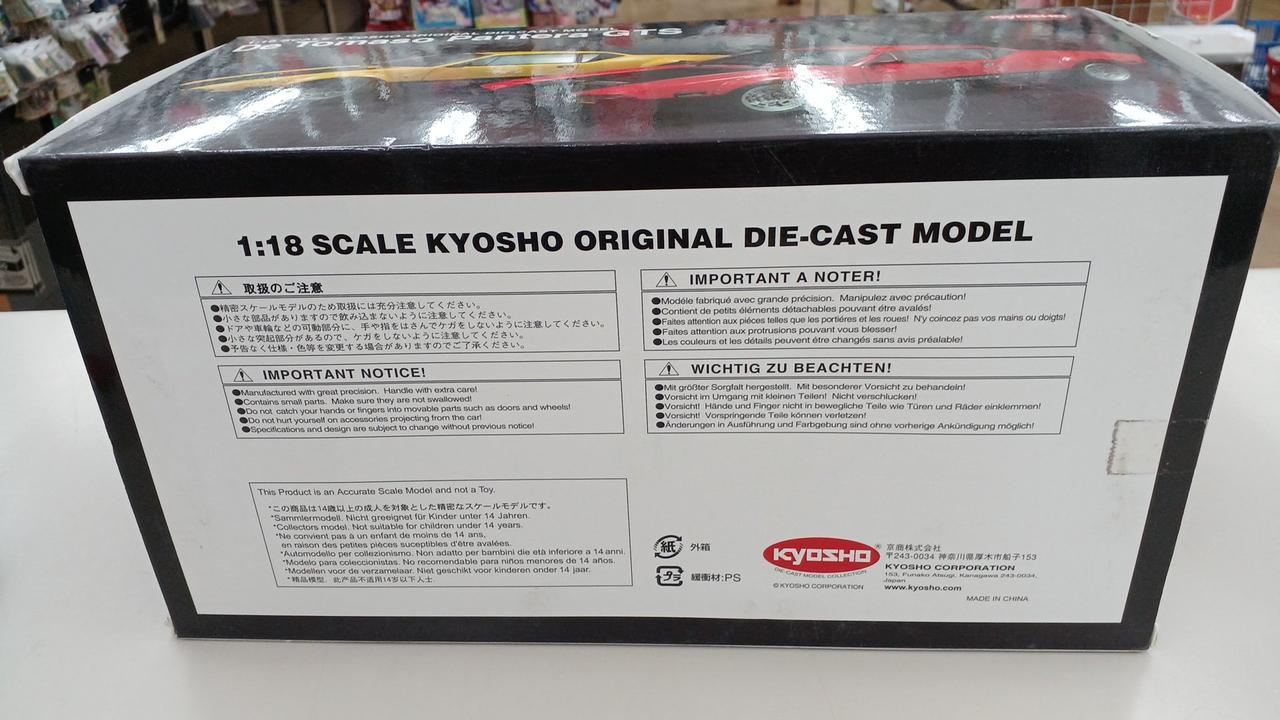 KYOSHO
ORIGINAL DIE-CAST
De Tomaso Pantera GTS
1:18 SCALE KYOSHO ORIGINAL DIE-CAST MODEL
取扱のご注意
●精密スケールモデルのため取扱には充分注意してください。
●小さな部品がありますので飲み込まないように注意してください。
●ドアや車輪などの可動部分に、手や指をはさんでケガをしないように注意してください。
●小さな突起部分があるので、ケガをしないように注意してください。
●予告なく仕様・色等を変更する場合がありますのでご了承ください。
IMPORTANT NOTICE!
●Manufactured with great precision. Handle with extra care!
●Contains small parts. Make sure they are not swallowed!
●Do not catch your hands or fingers into movable parts such as doors and wheels!
●Do not hurt yourself on accessories projecting from the car!
●Specifications and design are subject to change without previous notice!
IMPORTANT A NOTER!
●Modéle fabriqué avec grande précision. Manipulez avec précaution!
●Contient de petits éléments détachables pouvant étre avalés!
●Faites attention aux piéces telles que les portiéres et les roues! N'y coincez pas vos mains ou doigts!
●Faites attention aux protrusions pouvant vous blesser!
●Les couleurs et les détails peuvent étre changés sans avis préalable!
WICHTIG ZU BEACHTEN!
●Mit größter Sorgfalt hergestellt. Mit besonderer Vorsicht zu behandeln!
●Vorsicht im Umgang mit kleinen Teilen! Nicht verschlucken!
●Vorsicht! Hände und Finger nicht in bewegliche Teile wie Türen und Räder einklemmen!
●Vorsicht! Vorspringende Teile können verletzen!
●Änderungen in Ausführung und Farbgebung sind ohne vorherige Ankündigung möglich!
This Product is an Accurate Scale Model and not a Toy.
*この商品は14歳以上の成人を対象とした精密なスケールモデルです。
*Sammlermodell. Nicht geeignet für Kinder unter 14 Jahren.
*Collectors model. Not suitable for children under 14 years.
*Ne convient pas a un enfant de moins de 14 ans,
en raison des petites pièces suceptibles d'étre avalées.
*Automodello per collezionismo. Non adatto per bambini die età inferiore a 14 anni.
*Modelo para coleccionistas. No recomendado para niños menores de 14 años.
*Modellen voor de verzamelaar. Niet geschikt voor kinderen onder 14 jaar.
*精品模型，此产品不适用14岁以下人士.
紙 外箱
プラ 緩衝材:PS
KYOSHO®
DIE-CAST MODEL COLLECTION
© KYOSHO CORPORATION
京商株式会社
〒243-0034 神奈川県厚木市船子153
KYOSHO CORPORATION
153, Funako Atsugi, Kanagawa 243-0034,
Japan
www.kyosho.com
MADE IN CHINA